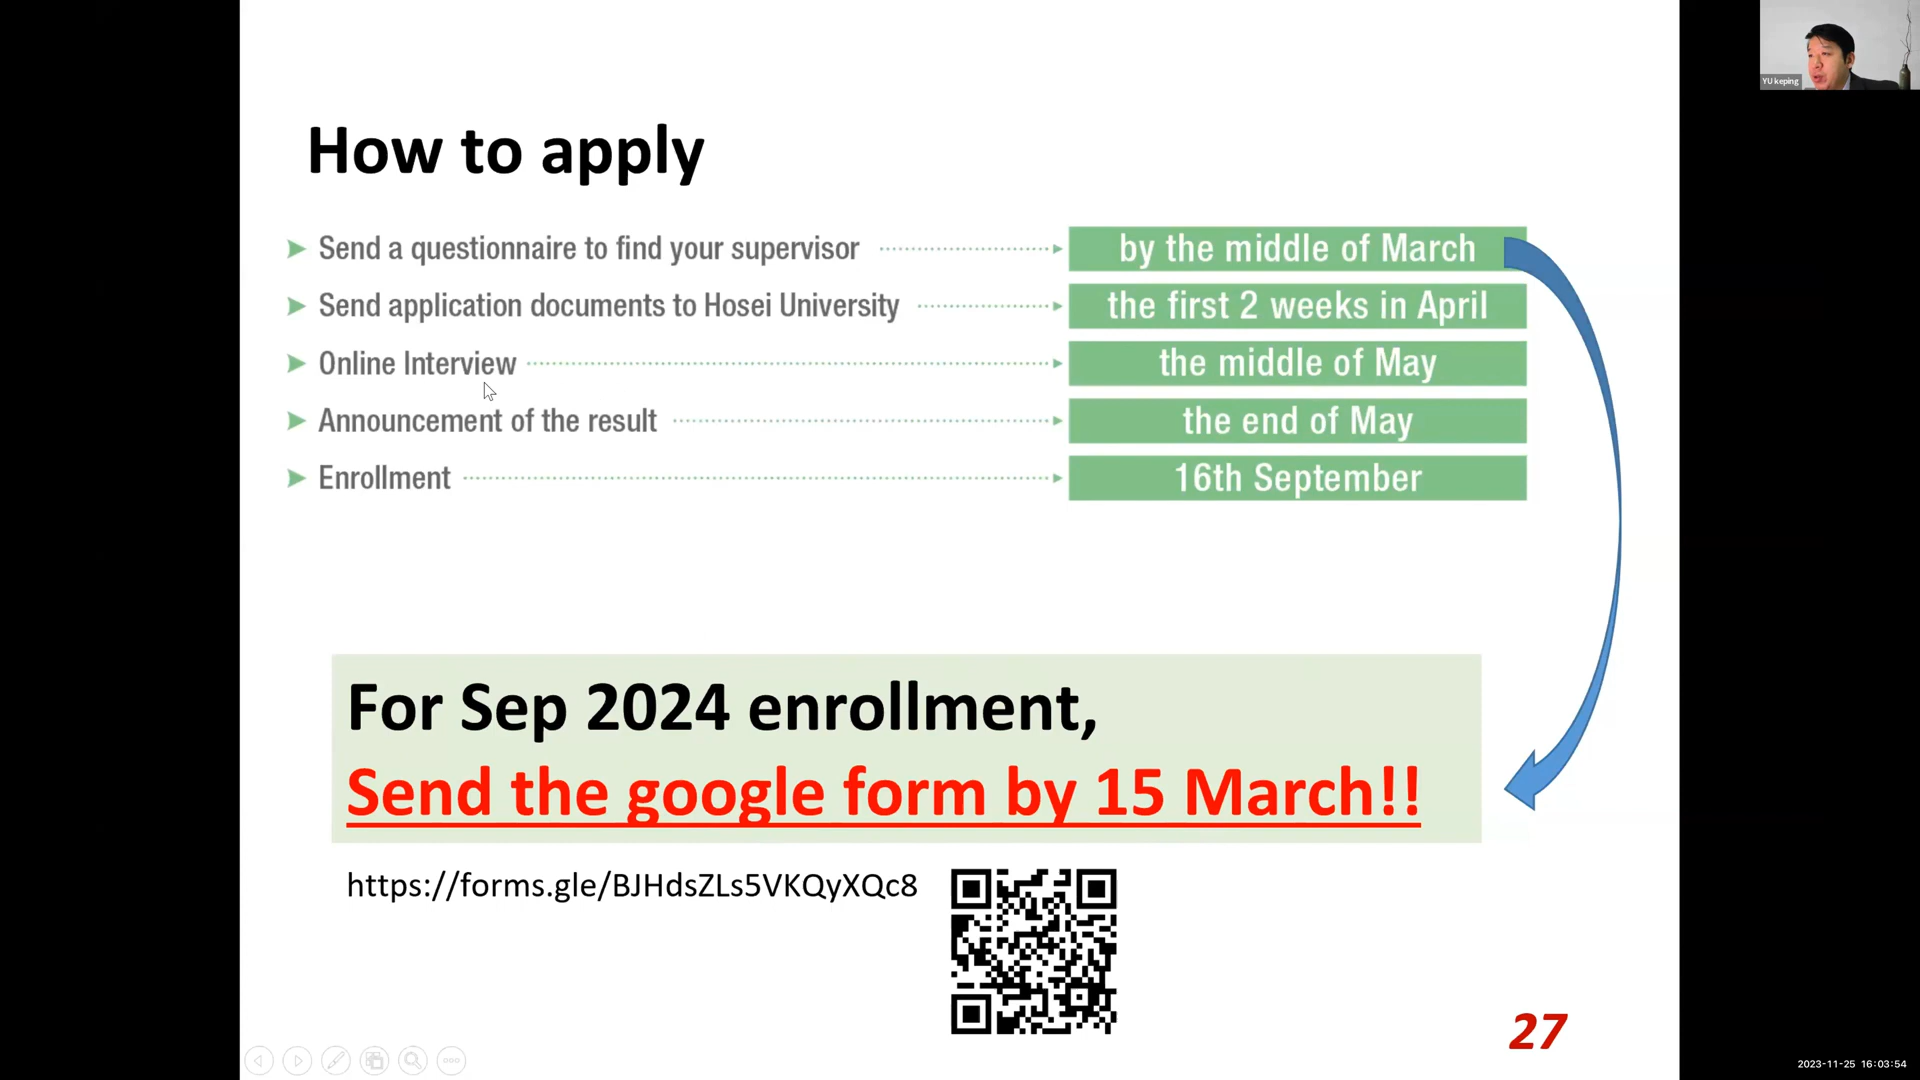 YU keping
How to apply
Send a questionnaire to find your supervisor by the middle of March
Send application documents to Hosei University the first 2 weeks in April
Online Interview the middle of May
Announcement of the result the end of May
Enrollment 16th September
For Sep 2024 enrollment,
Send the google form by 15 March!!
https://forms.gle/BJHdsZLs5VKQyXQc8
27
2023-11-25 16:03:54